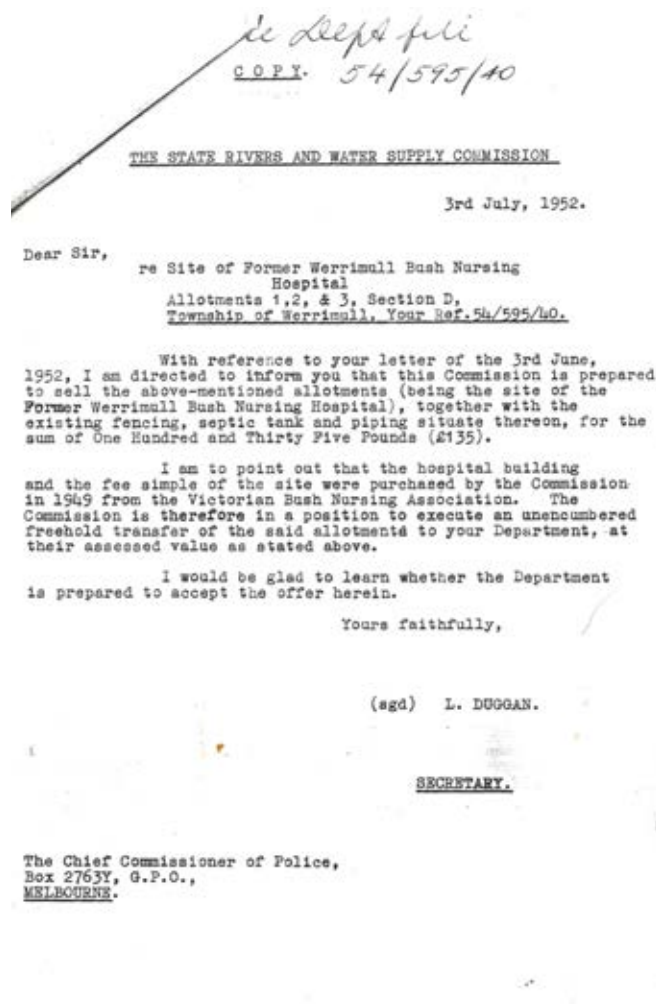 Dept file
COPY. 54/595/40
THE STATE RIVERS AND WATER SUPPLY COMMISSION
3rd July, 1952.
Dear Sir,
re Site of Former Werrimull Bush Nursing
Hospital
Allotments 1,2, & 3, Section D,
Township of Werrimull, Your Ref.54/595/40.
With reference to your letter of the 3rd June,
1952, I am directed to inform you that this Commission is prepared
to sell the above-mentioned allotments (being the site of the
Former Werrimull Bush Nursing Hospital), together with the
existing fencing, septic tank and piping situate thereon, for the
sum of One Hundred and Thirty Five Pounds (£135).
I am to point out that the hospital building
and the fee simple of the site were purchased by the Commission
in 1949 from the Victorian Bush Nursing Association. The
Commission is therefore in a position to execute an unencumbered
freehold transfer of the said allotments to your Department, at
their assessed value as stated above.
I would be glad to learn whether the Department
is prepared to accept the offer herein.
Yours faithfully,
(sgd) L. DUGGAN.
SECRETARY.
The Chief Commissioner of Police,
Box 2763Y, G.P.O.,
MELBOURNE.